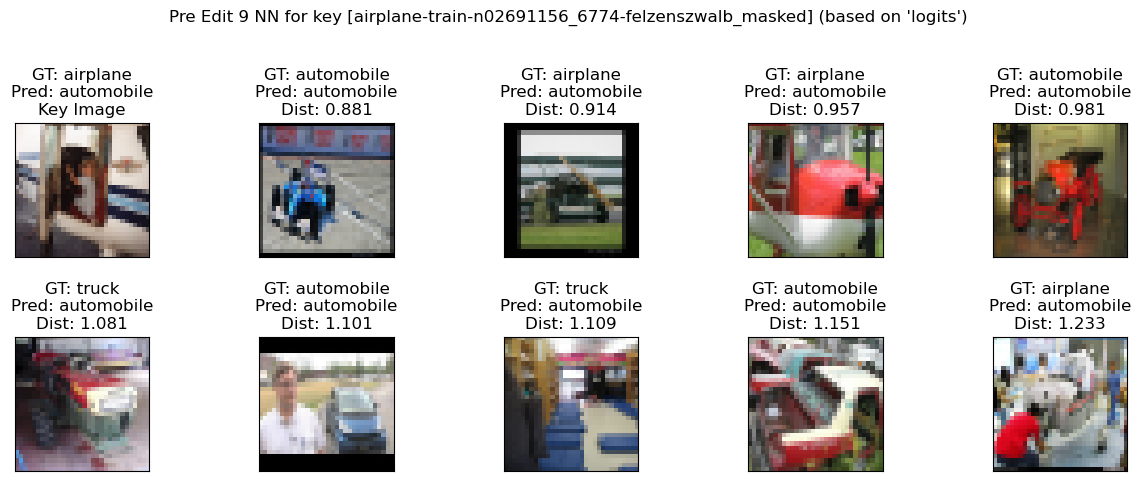 Pre Edit 9 NN for key [airplane-train-n02691156_6774-felzenszwalb_masked] (based on 'logits')
GT: airplane
Pred: automobile
Key Image
GT: automobile
Pred: automobile
Dist: 0.881
GT: airplane
Pred: automobile
Dist: 0.914
GT: airplane
Pred: automobile
Dist: 0.957
GT: automobile
Pred: automobile
Dist: 0.981
GT: truck
Pred: automobile
Dist: 1.081
GT: automobile
Pred: automobile
Dist: 1.101
GT: truck
Pred: automobile
Dist: 1.109
GT: automobile
Pred: automobile
Dist: 1.151
GT: airplane
Pred: automobile
Dist: 1.233